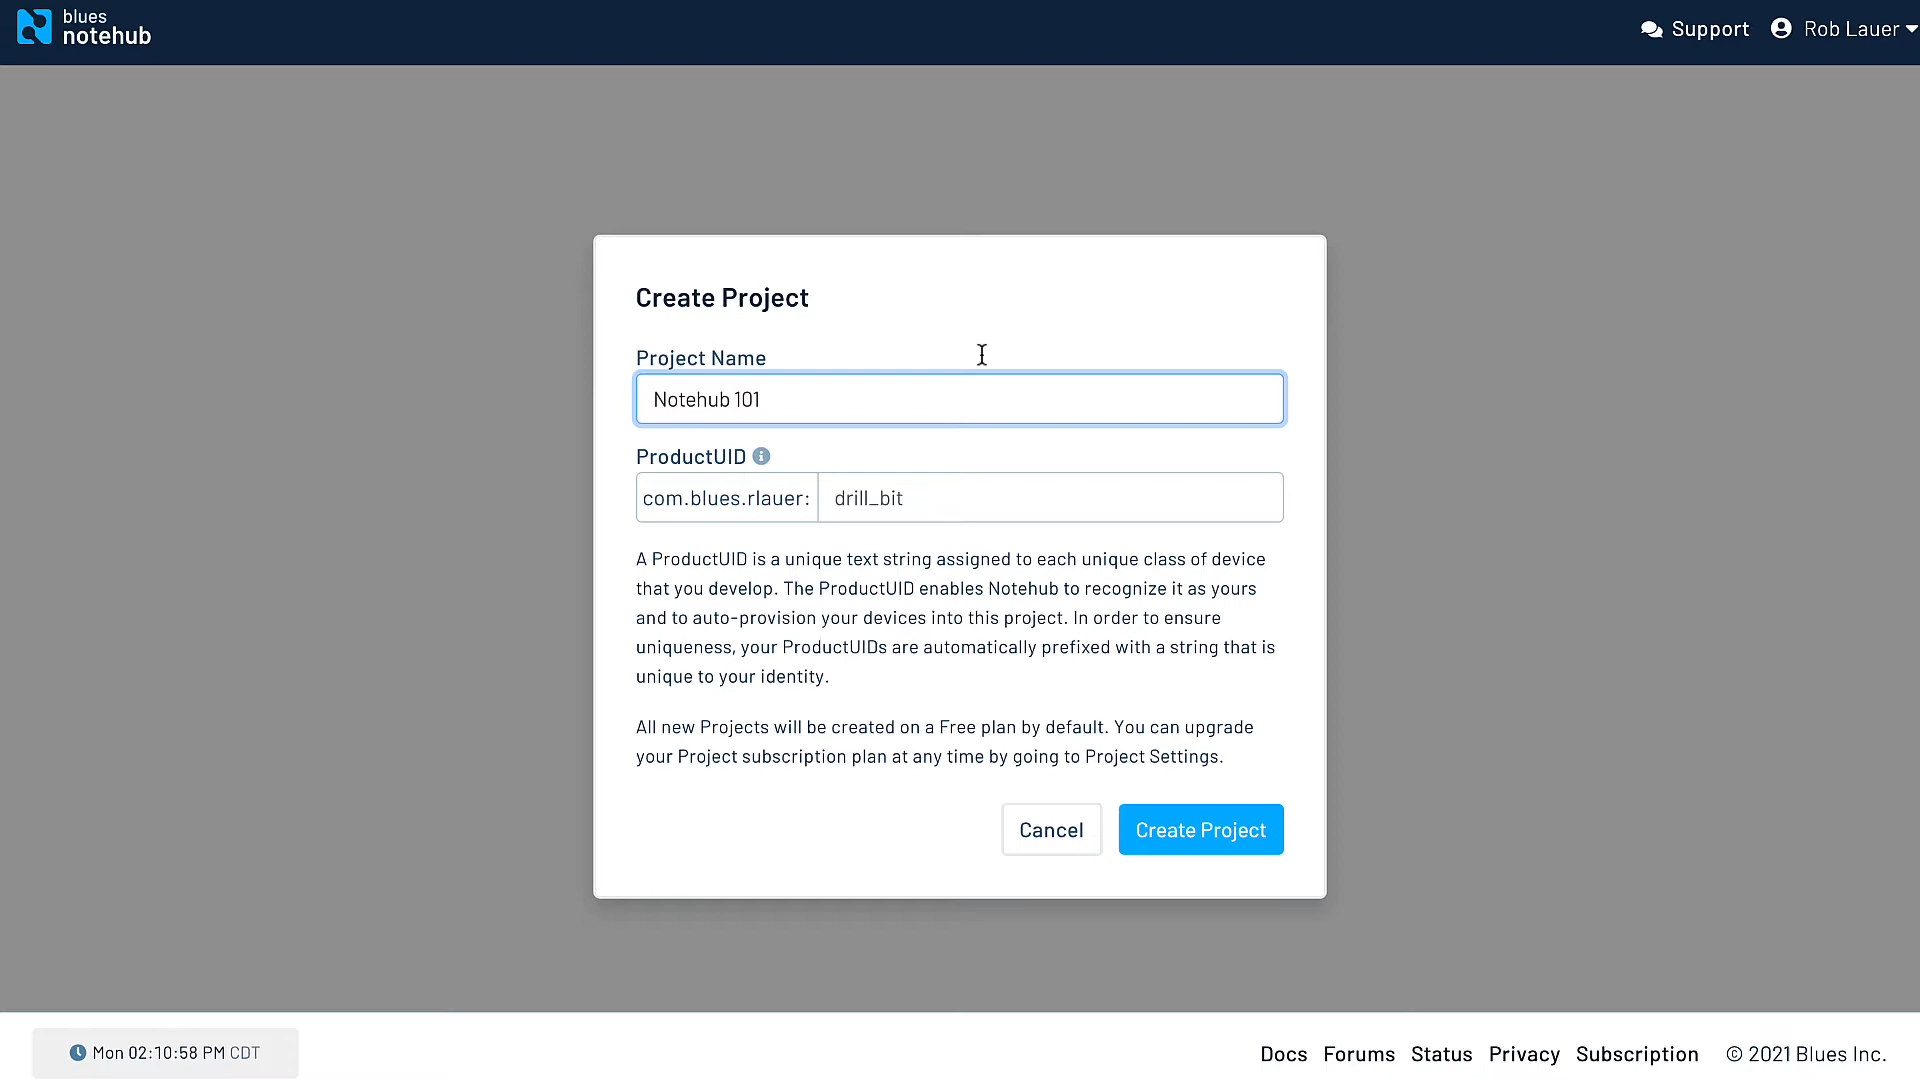 blues
notehub
Support
Rob Lauer
Create Project
Project Name
Notehub 101
ProductUID
com.blues.rlauer:
drill_bit
A ProductUID is a unique text string assigned to each unique class of device
that you develop. The ProductUID enables Notehub to recognize it as yours
and to auto-provision your devices into this project. In order to ensure
uniqueness, your ProductUIDs are automatically prefixed with a string that is
unique to your identity.
All new Projects will be created on a Free plan by default. You can upgrade
your Project subscription plan at any time by going to Project Settings.
Cancel
Create Project
Mon 02:10:58 PM CDT
Docs Forums Status Privacy Subscription © 2021 Blues Inc.